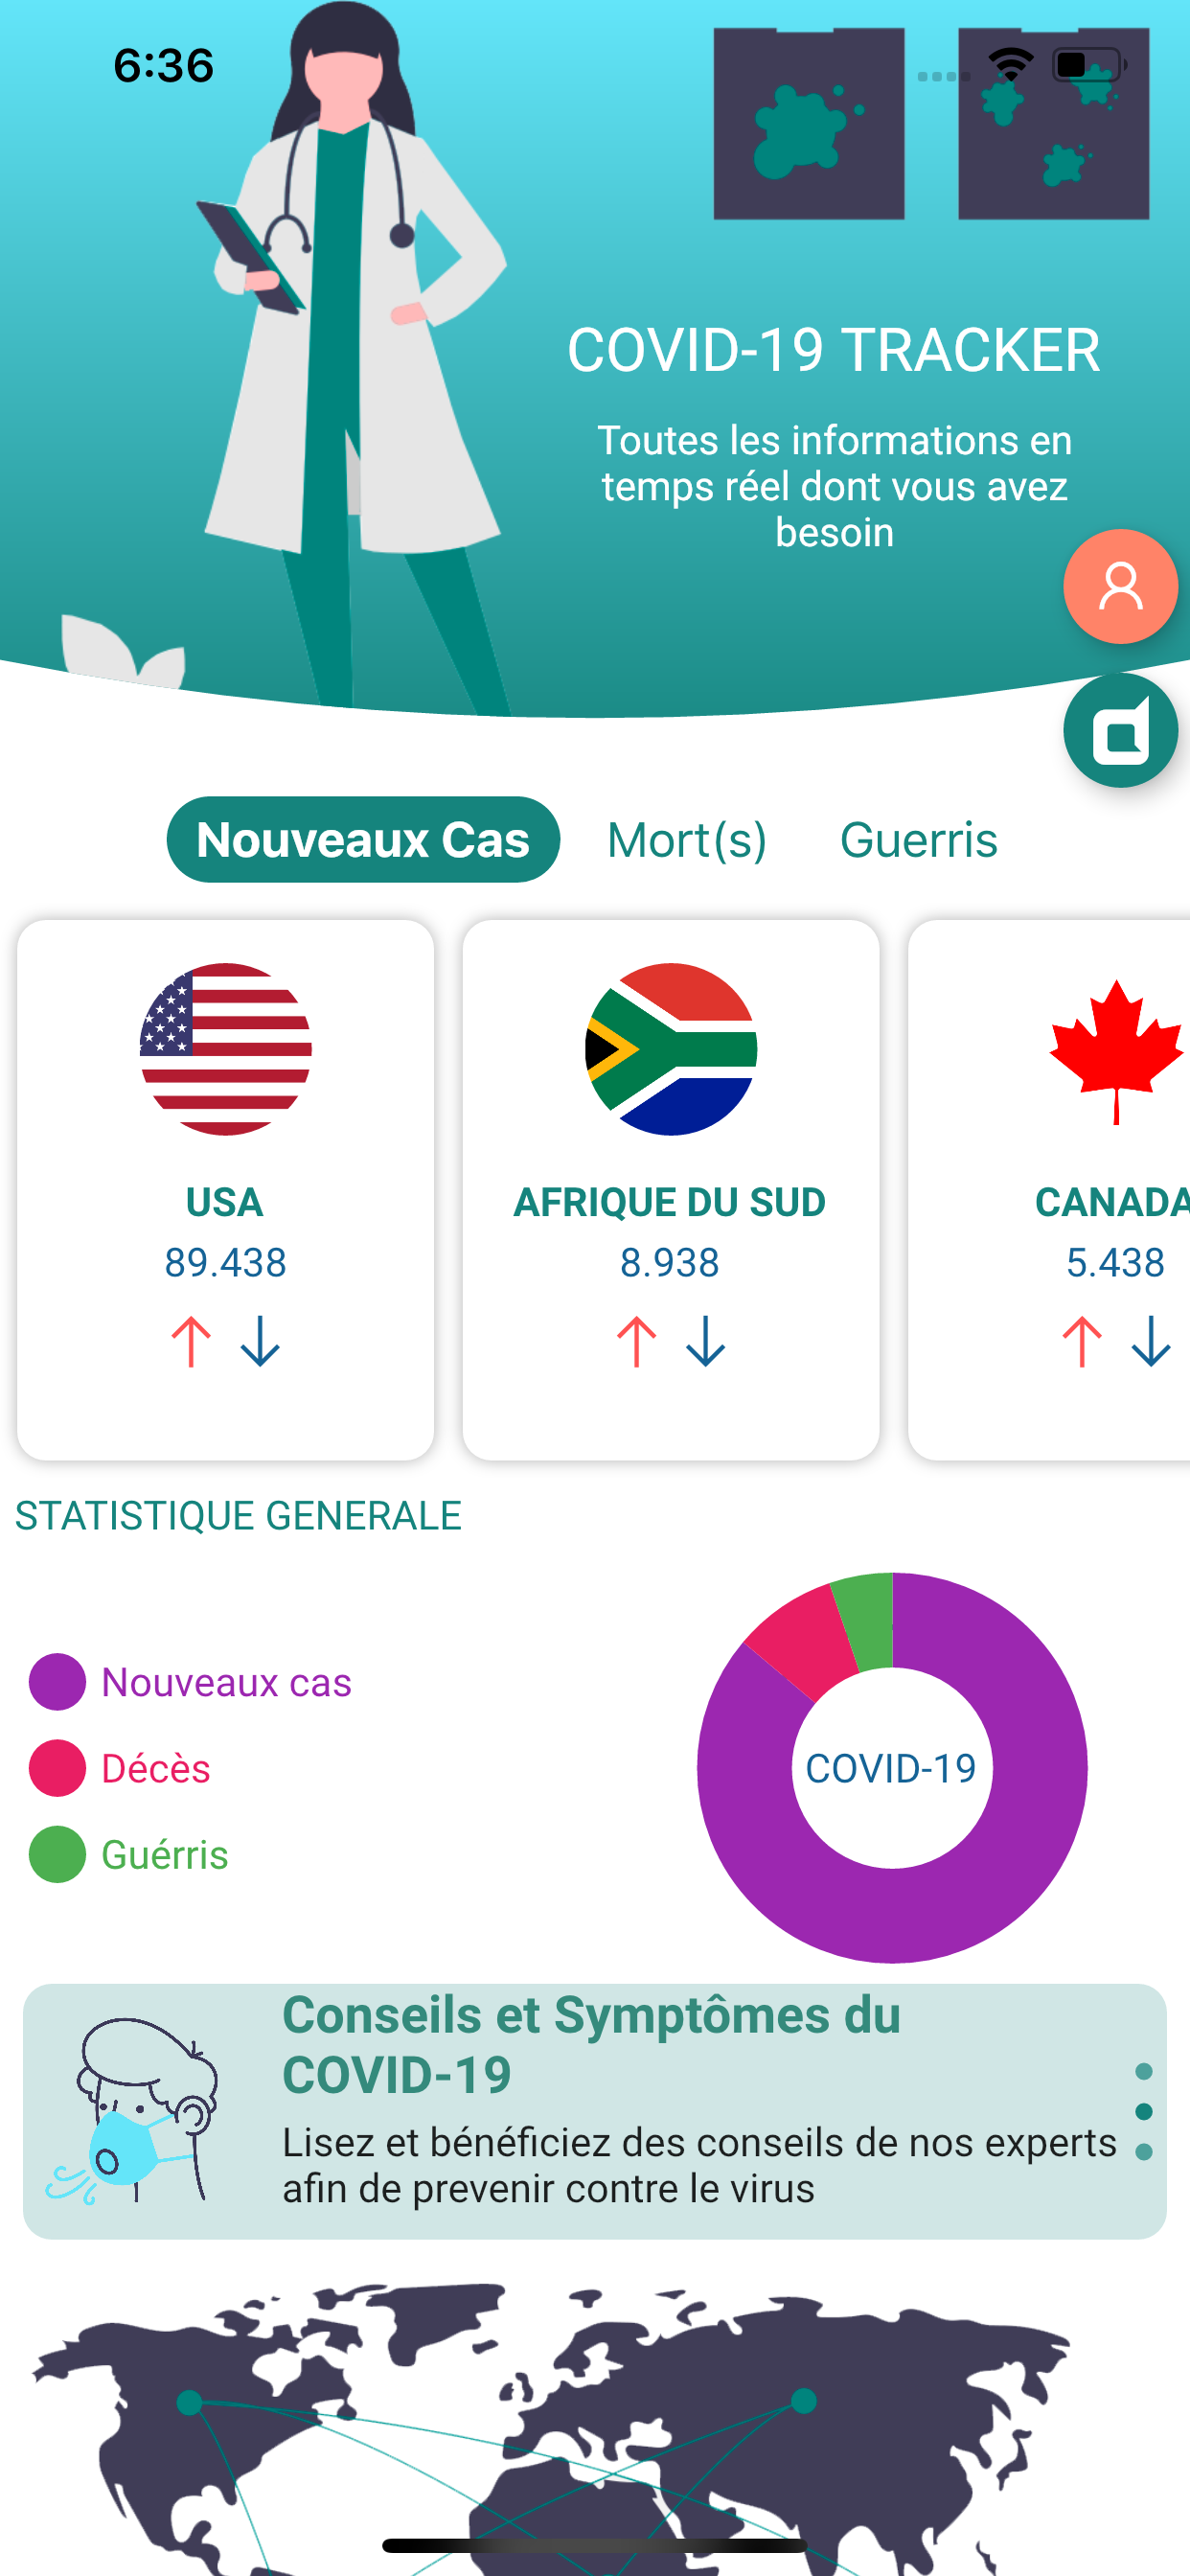 6:36
COVID-19 TRACKER
Toutes les informations en
temps réel dont vous avez
besoin
Nouveaux Cas Mort(s) Guerris
USA AFRIQUE DU SUD CANADA
89.438 8.938 5.438
STATISTIQUE GENERALE
Nouveaux cas
Décès
Guérris
COVID-19
Conseils et Symptômes du
COVID-19
Lisez et bénéficiez des conseils de nos experts
afin de prevenir contre le virus